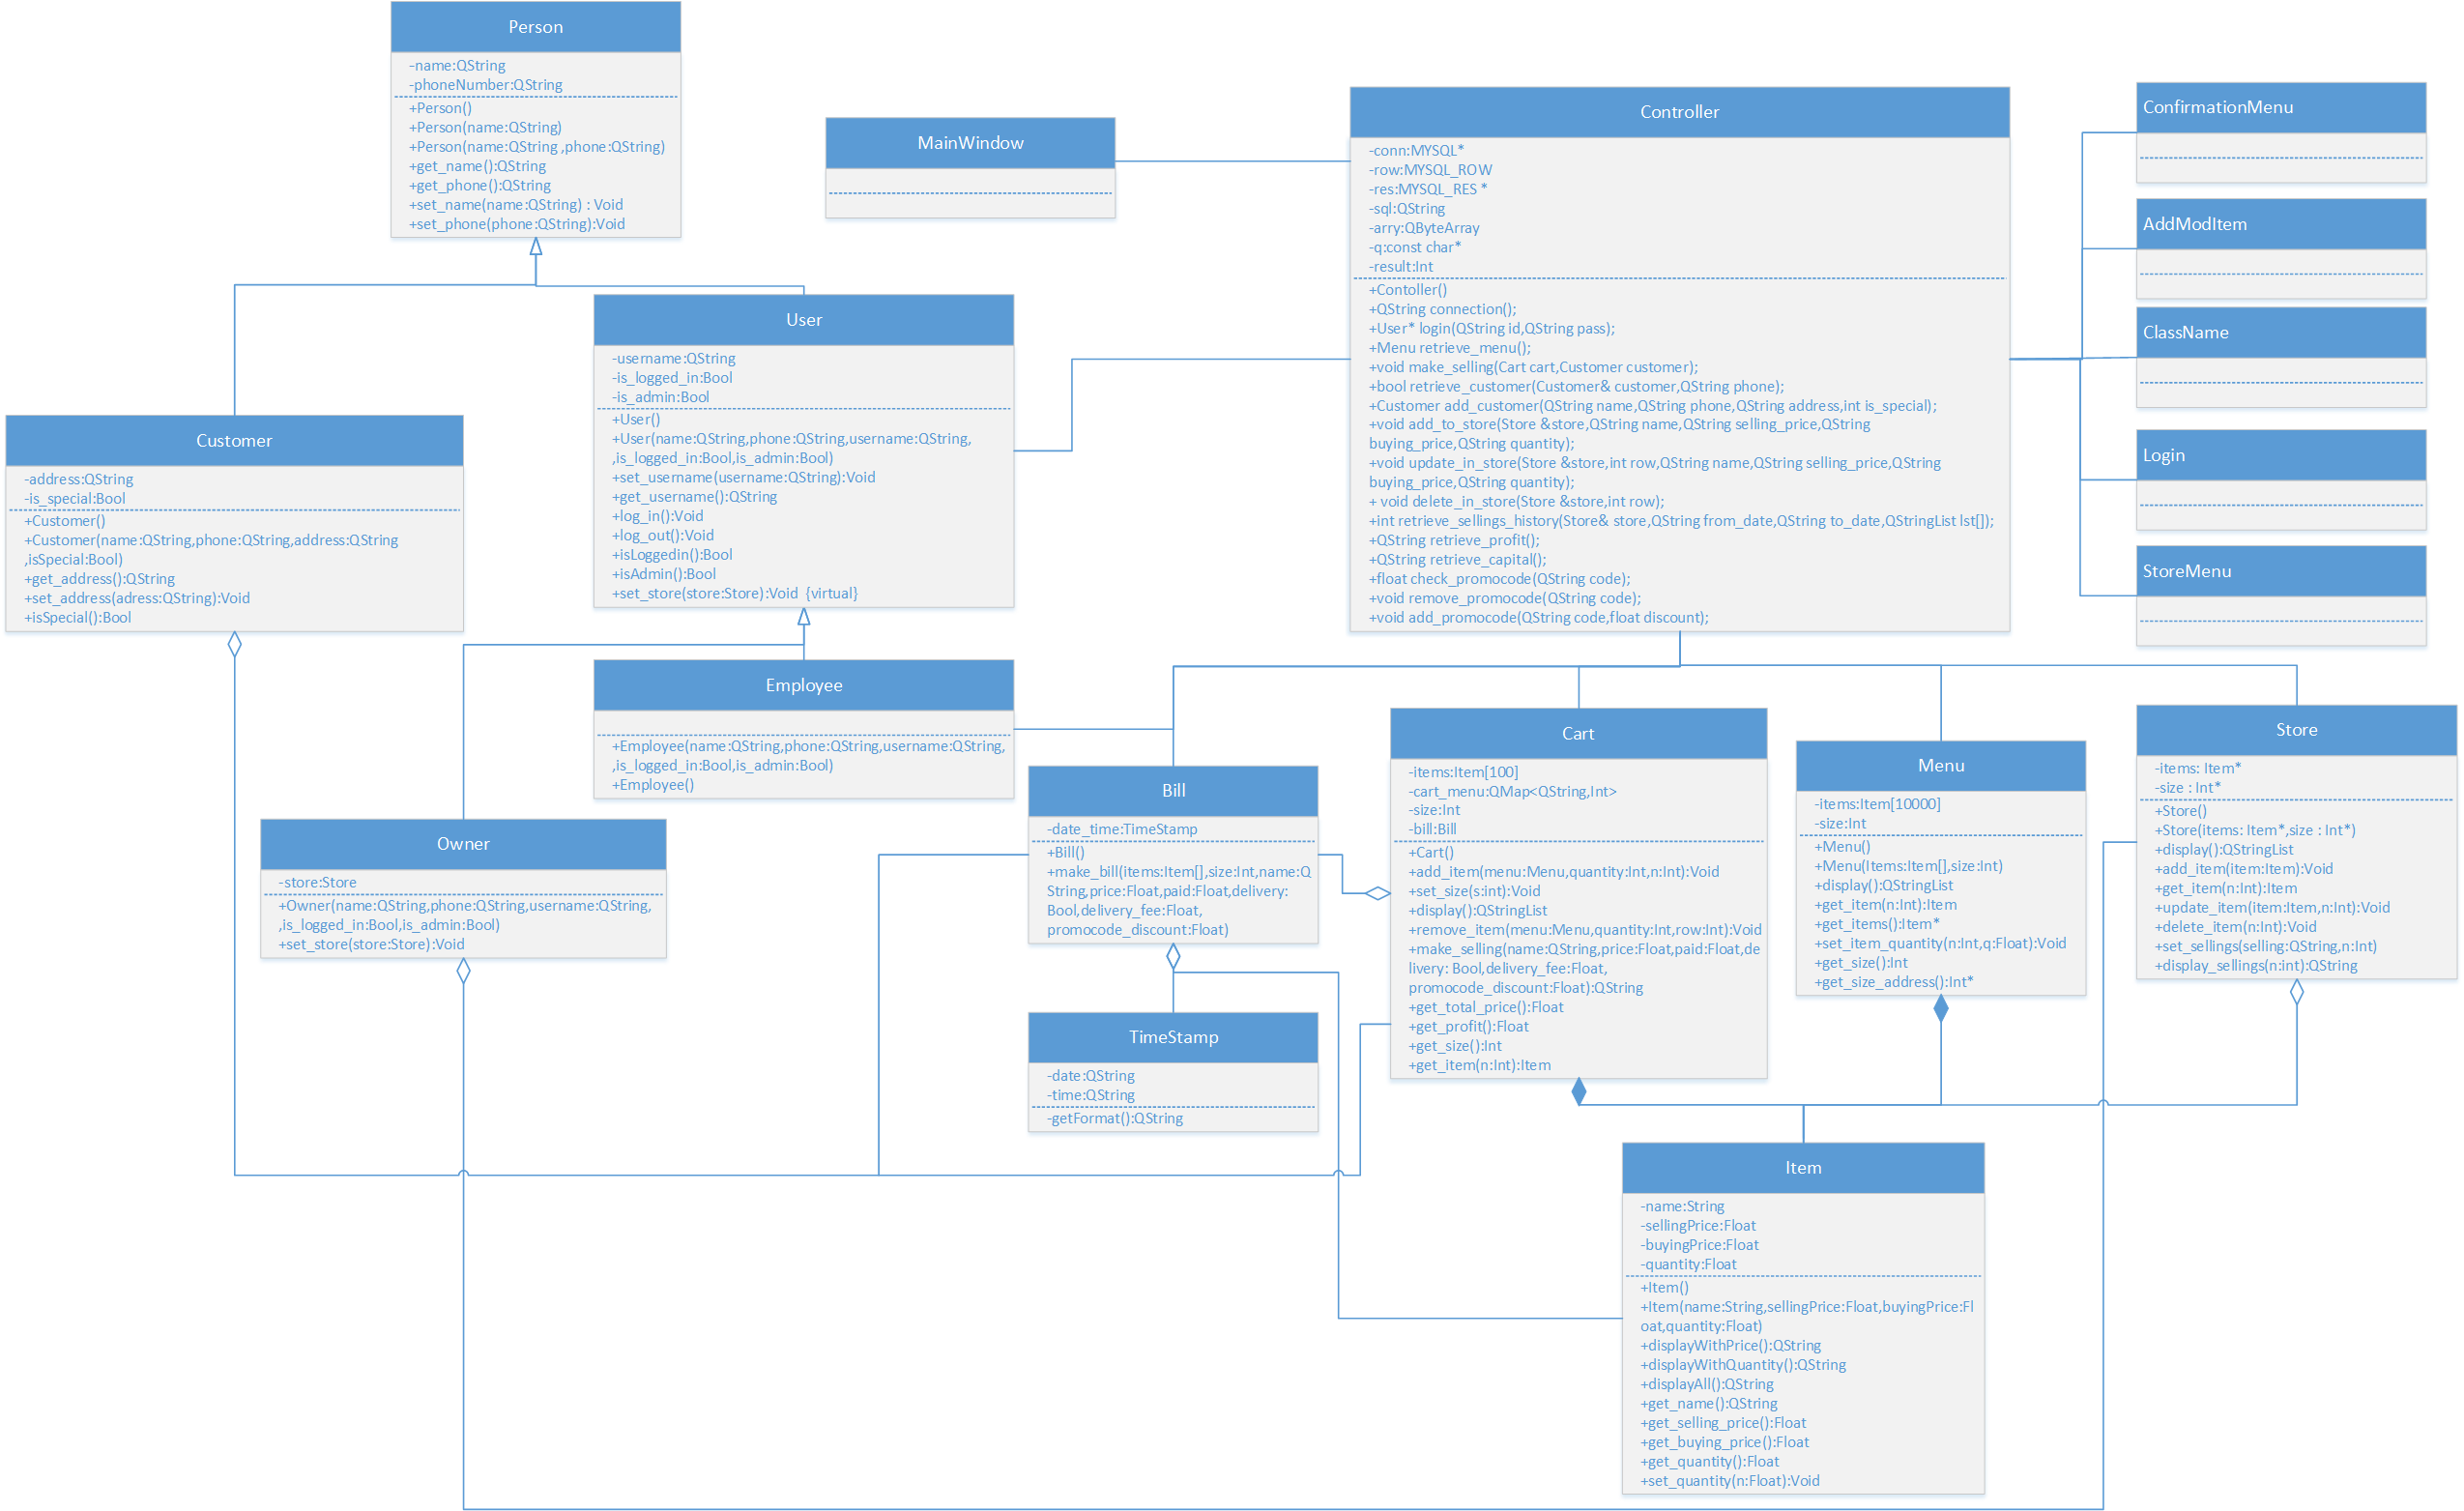 Person
-name:QString
-phoneNumber:QString
+Person()
+Person(name:QString)
+Person(name:QString ,phone:QString)
+get_name():QString
+get_phone():QString
+set_name(name:QString) : Void
+set_phone(phone:QString):Void
MainWindow
Controller
-conn:MYSQL*
-row:MYSQL_ROW
-res:MYSQL_RES *
-sql:QString
-arry:QByteArray
-q:const char*
-result:Int
+Contoller()
+QString connection();
+User* login(QString id,QString pass);
+Menu retrieve_menu();
+void make_selling(Cart cart,Customer customer);
+bool retrieve_customer(Customer& customer,QString phone);
+Customer add_customer(QString name,QString phone,QString address,int is_special);
+void add_to_store(Store &store,QString name,QString selling_price,QString
buying_price,QString quantity);
+void update_in_store(Store &store,int row,QString name,QString selling_price,QString
buying_price,QString quantity);
+ void delete_in_store(Store &store,int row);
+int retrieve_sellings_history(Store& store,QString from_date,QString to_date,QStringList lst[]);
+QString retrieve_profit();
+QString retrieve_capital();
+float check_promocode(QString code);
+void remove_promocode(QString code);
+void add_promocode(QString code,float discount);
ConfirmationMenu
AddModItem
ClassName
Login
StoreMenu
User
-username:QString
-is_logged_in:Bool
-is_admin:Bool
+User()
+User(name:QString,phone:QString,username:QString,
,is_logged_in:Bool,is_admin:Bool)
+set_username(username:QString):Void
+get_username():QString
+log_in():Void
+log_out():Void
+isLoggedin():Bool
+isAdmin():Bool
+set_store(store:Store):Void {virtual}
Customer
-address:QString
-is_special:Bool
+Customer()
+Customer(name:QString,phone:QString,address:QString
,isSpecial:Bool)
+get_address():QString
+set_address(adress:QString):Void
+isSpecial():Bool
Employee
+Employee(name:QString,phone:QString,username:QString,
,is_logged_in:Bool,is_admin:Bool)
+Employee()
Owner
-store:Store
+Owner(name:QString,phone:QString,username:QString,
,is_logged_in:Bool,is_admin:Bool)
+set_store(store:Store):Void
Bill
-date_time:TimeStamp
+Bill()
+make_bill(items:Item[],size:Int,name:Q
String,price:Float,paid:Float,delivery:
Bool,delivery_fee:Float,
promocode_discount:Float)
TimeStamp
-date:QString
-time:QString
-getFormat():QString
Cart
-items:Item[100]
-cart_menu:QMap<QString,Int>
-size:Int
-bill:Bill
+Cart()
+add_item(menu:Menu,quantity:Int,n:Int):Void
+set_size(s:int):Void
+display():QStringList
+remove_item(menu:Menu,quantity:Int,row:Int):Void
+make_selling(name:QString,price:Float,paid:Float,de
livery: Bool,delivery_fee:Float,
promocode_discount:Float):QString
+get_total_price():Float
+get_profit():Float
+get_size():Int
+get_item(n:Int):Item
Menu
-items:Item[10000]
-size:Int
+Menu()
+Menu(Items:Item[],size:Int)
+display():QStringList
+get_item(n:Int):Item
+get_items():Item*
+set_item_quantity(n:Int,q:Float):Void
+get_size():Int
+get_size_address():Int*
Store
-items: Item*
-size : Int*
+Store()
+Store(items: Item*,size : Int*)
+display():QStringList
+add_item(item:Item):Void
+get_item(n:Int):Item
+update_item(item:Item,n:Int):Void
+delete_item(n:Int):Void
+set_sellings(selling:QString,n:Int)
+display_sellings(n:int):QString
Item
-name:String
-sellingPrice:Float
-buyingPrice:Float
-quantity:Float
+Item()
+Item(name:String,sellingPrice:Float,buyingPrice:Fl
oat,quantity:Float)
+displayWithPrice():QString
+displayWithQuantity():QString
+displayAll():QString
+get_name():QString
+get_selling_price():Float
+get_buying_price():Float
+get_quantity():Float
+set_quantity(n:Float):Void